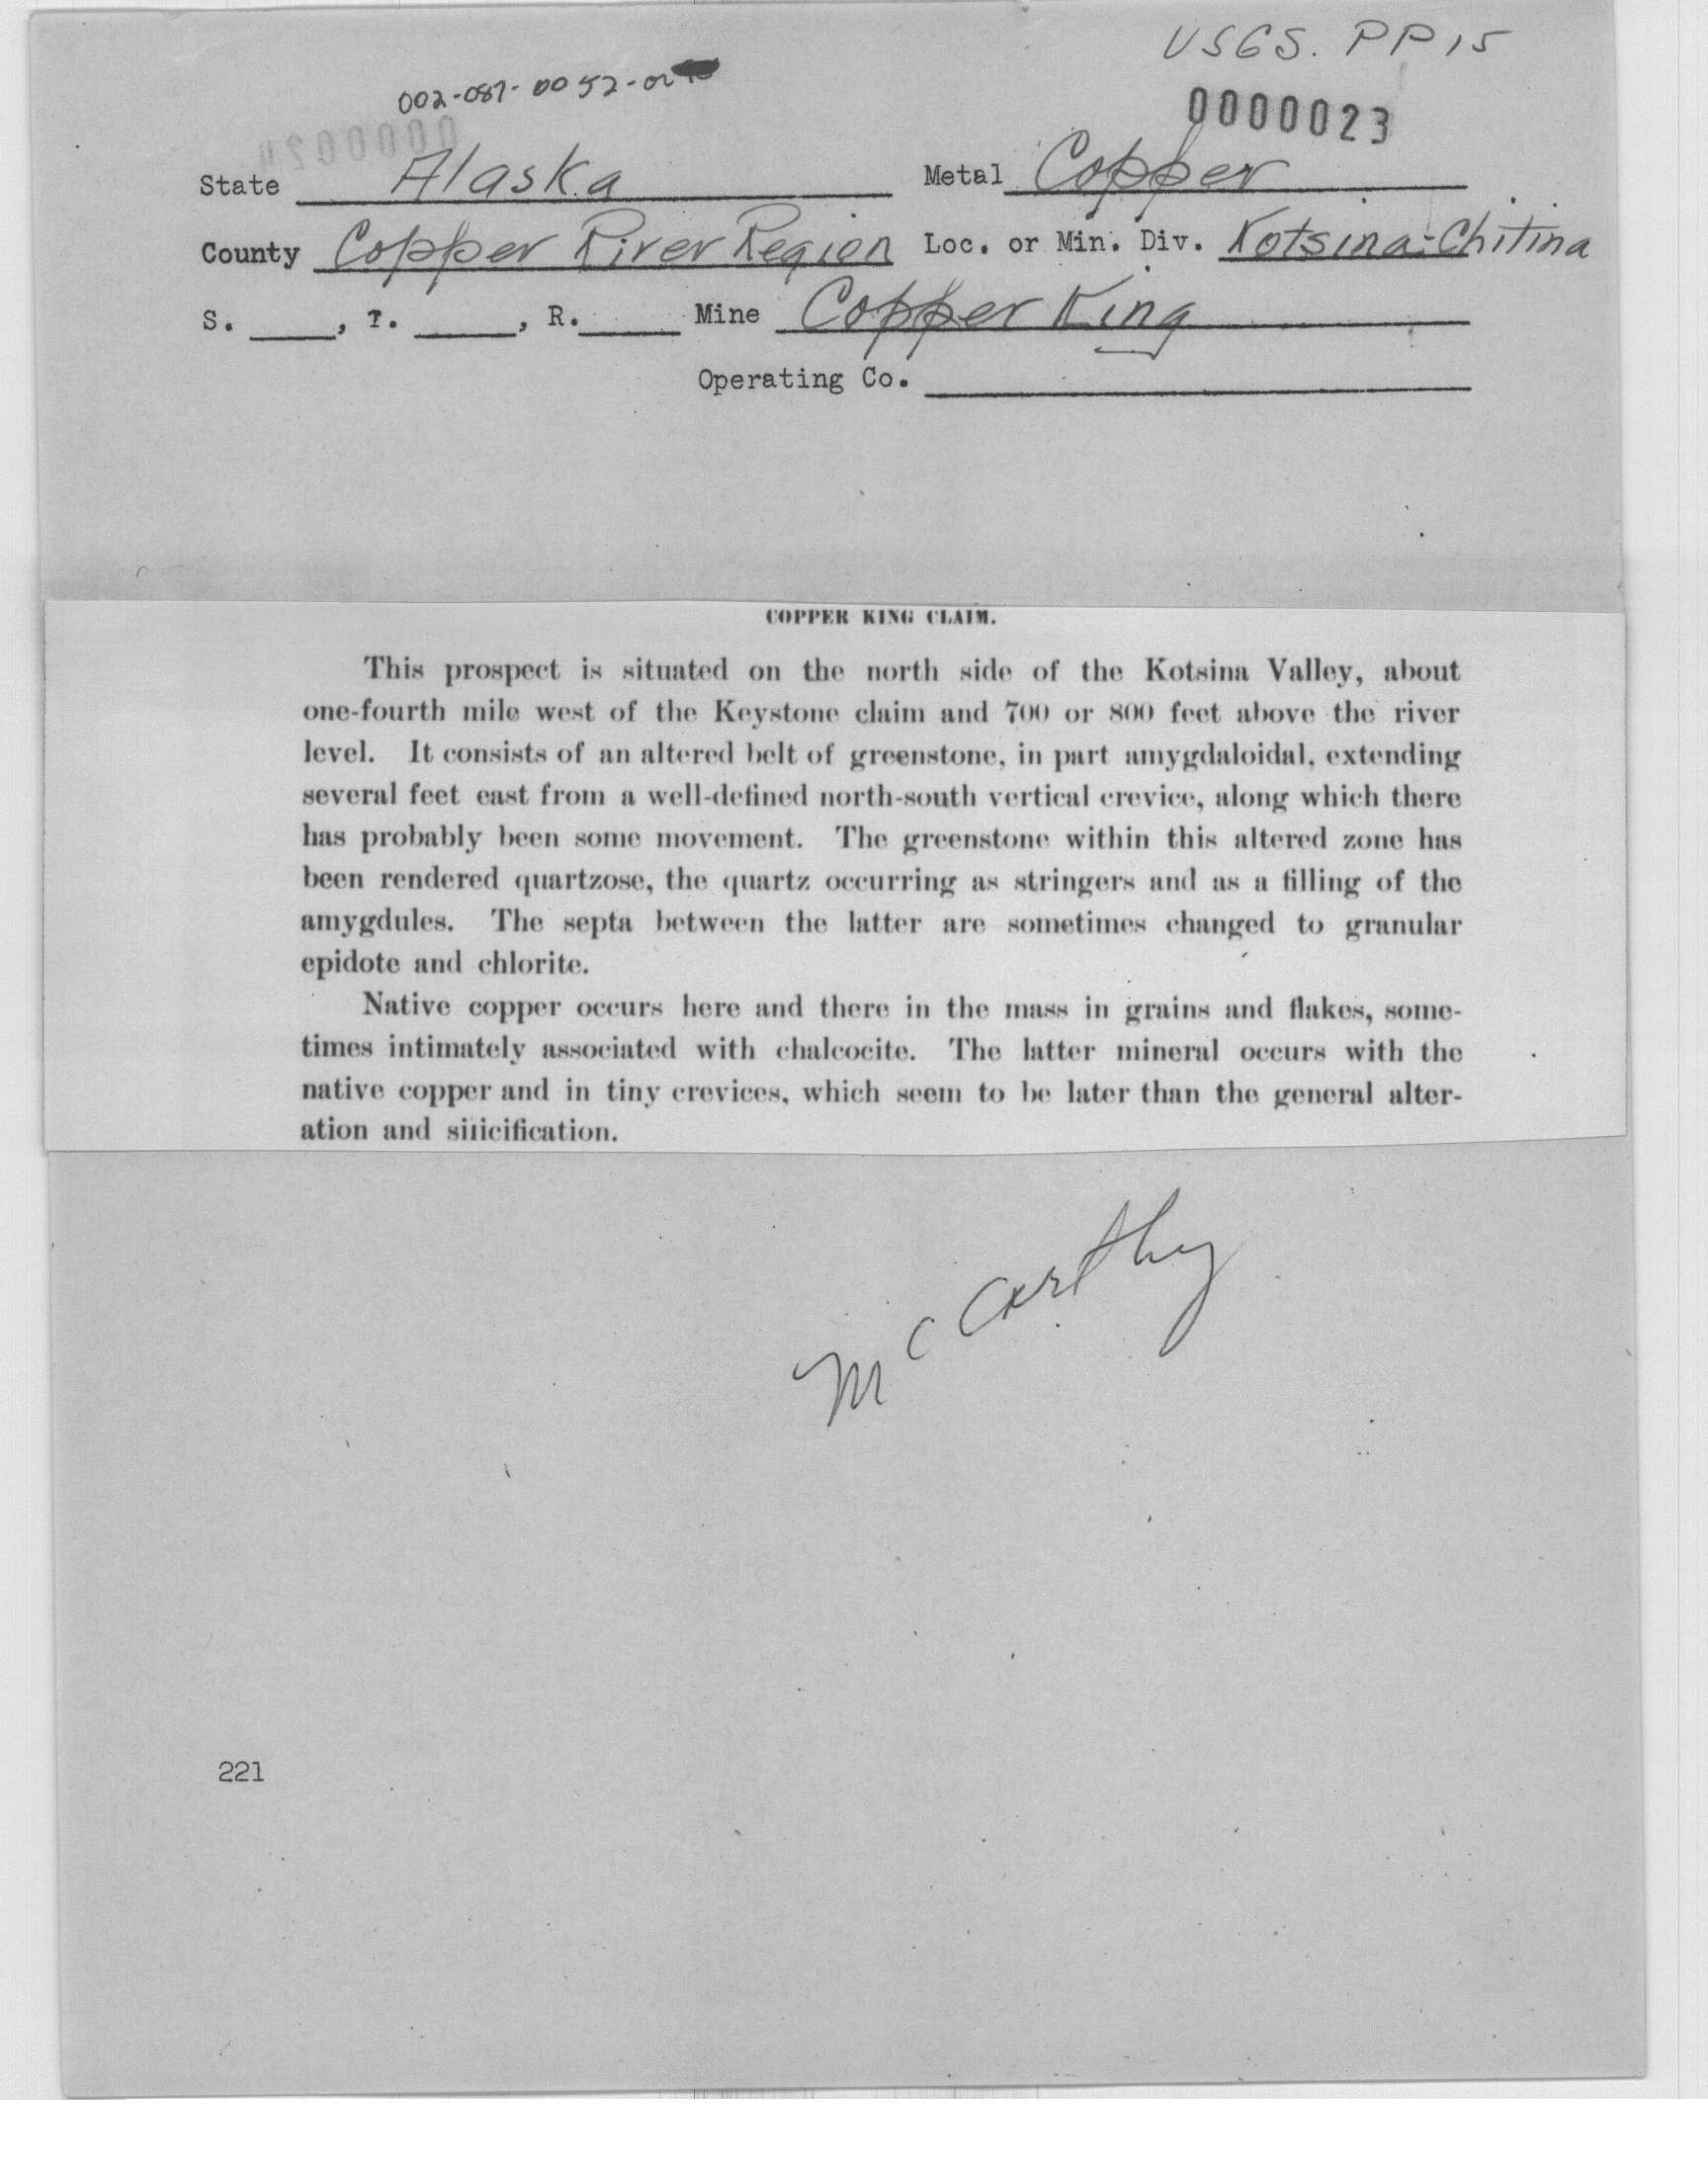 USGS. PP15
002-087-0052-02
0000023
State Alaska Metal Copper
County Copper River Region Loc. or Min. Div. Kotsina-Chitina
S. ____, T. ____, R. ____ Mine Copper King
Operating Co.
COPPER KING CLAIM.
This prospect is situated on the north side of the Kotsina Valley, about
one-fourth mile west of the Keystone claim and 700 or 800 feet above the river
level. It consists of an altered belt of greenstone, in part amygdaloidal, extending
several feet east from a well-defined north-south vertical crevice, along which there
has probably been some movement. The greenstone within this altered zone has
been rendered quartzose, the quartz occurring as stringers and as a filling of the
amygdules. The septa between the latter are sometimes changed to granular
epidote and chlorite.
Native copper occurs here and there in the mass in grains and flakes, some-
times intimately associated with chalcocite. The latter mineral occurs with the
native copper and in tiny crevices, which seem to be later than the general alter-
ation and silicification.
McCarthy
221